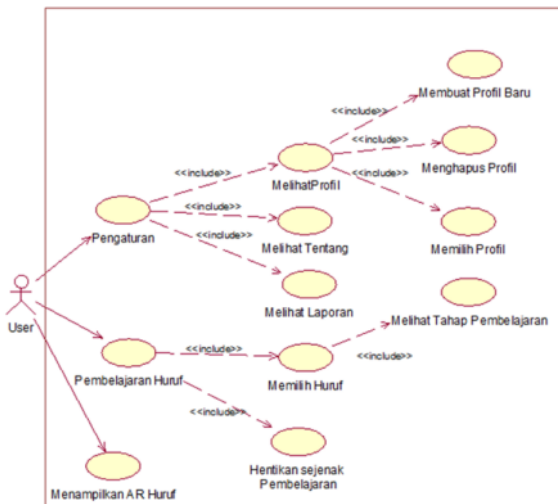 Membuat Profil Baru
<<include>>
<<include>>
Menghapus Profil
<<include>>
MelihatProfil
<<include>>
Memilih Profil
<<include>>
Pengaturan
<<include>>
Melihat Tentang
Melihat Laporan
Melihat Tahap Pembelajaran
User
<<include>>
<<include>>
Pembelajaran Huruf
Memilih Huruf
<<include>>
Hentikan sejenak
Pembelajaran
Menampilkan AR Huruf